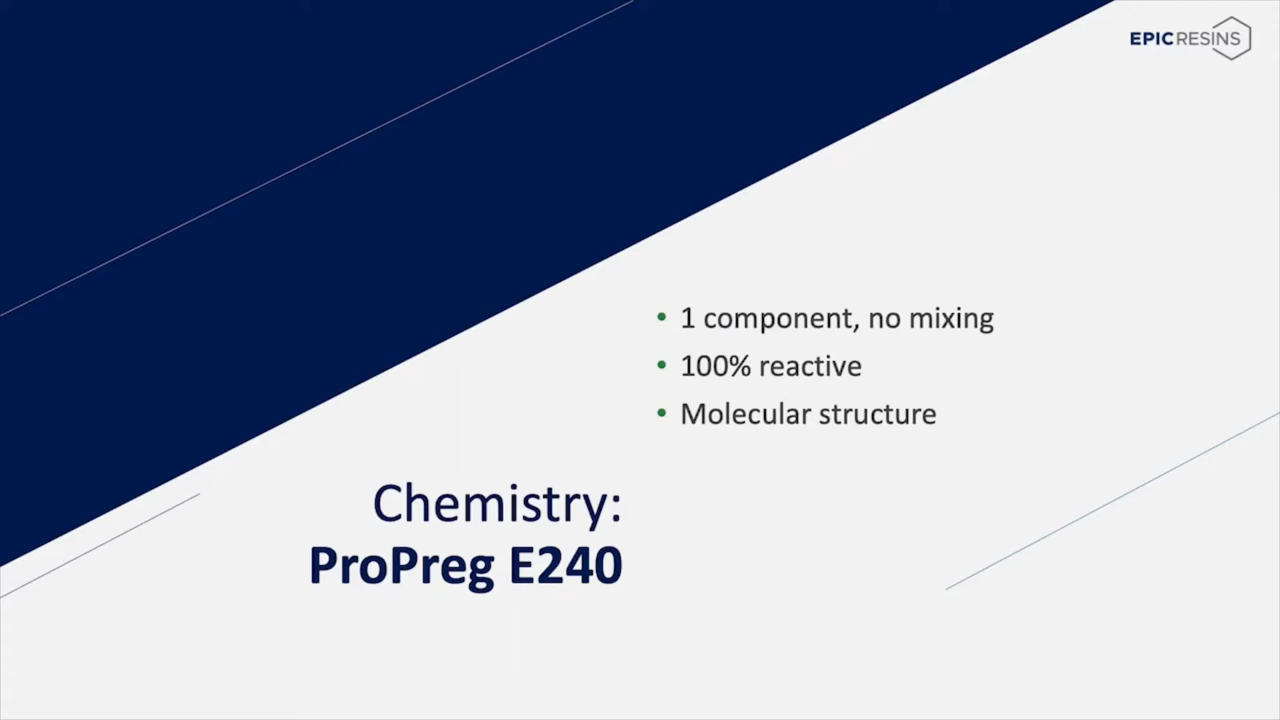 EPICRESINS
• 1 component, no mixing
• 100% reactive
• Molecular structure
Chemistry:
ProPreg E240